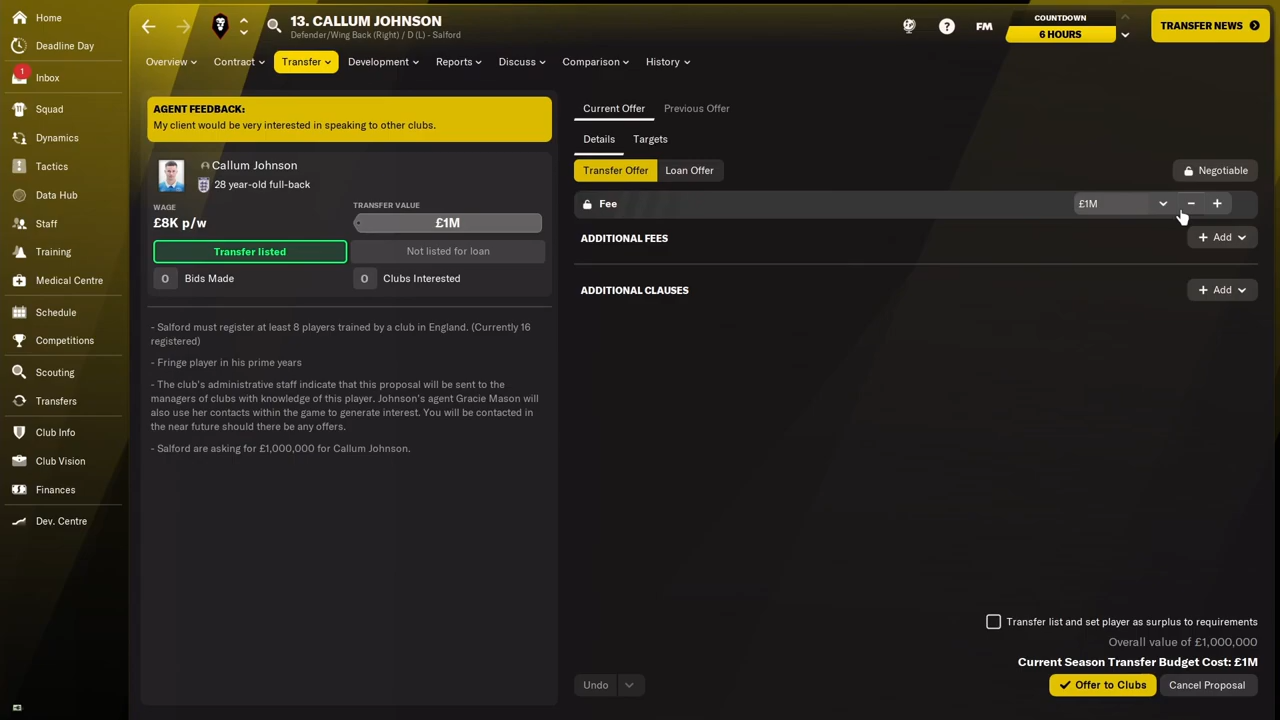 Home
Deadline Day
1
Inbox
Squad
Dynamics
Tactics
Data Hub
Staff
Training
Medical Centre
Schedule
Competitions
Scouting
Transfers
Club Info
Club Vision
Finances
Dev. Centre
13. CALLUM JOHNSON
Defender/Wing Back (Right) / D (L) - Salford
?
FM
COUNTDOWN
6 HOURS
TRANSFER NEWS
Overview
Contract
Transfer
Development
Reports
Discuss
Comparison
History
AGENT FEEDBACK:
My client would be very interested in speaking to other clubs.
Callum Johnson
28 year-old full-back
WAGE
£8K p/w
TRANSFER VALUE
£1M
Transfer listed
Not listed for loan
0 Bids Made
0 Clubs Interested
- Salford must register at least 8 players trained by a club in England. (Currently 16
registered)
- Fringe player in his prime years
- The club's administrative staff indicate that this proposal will be sent to the
managers of clubs with knowledge of this player. Johnson's agent Gracie Mason will
also use her contacts within the game to generate interest. You will be contacted in
the near future should there be any offers.
- Salford are asking for £1,000,000 for Callum Johnson.
Current Offer
Previous Offer
Details
Targets
Transfer Offer
Loan Offer
Negotiable
Fee
£1M
ADDITIONAL FEES
Add
ADDITIONAL CLAUSES
Add
Transfer list and set player as surplus to requirements
Overall value of £1,000,000
Current Season Transfer Budget Cost: £1M
Undo
Offer to Clubs
Cancel Proposal